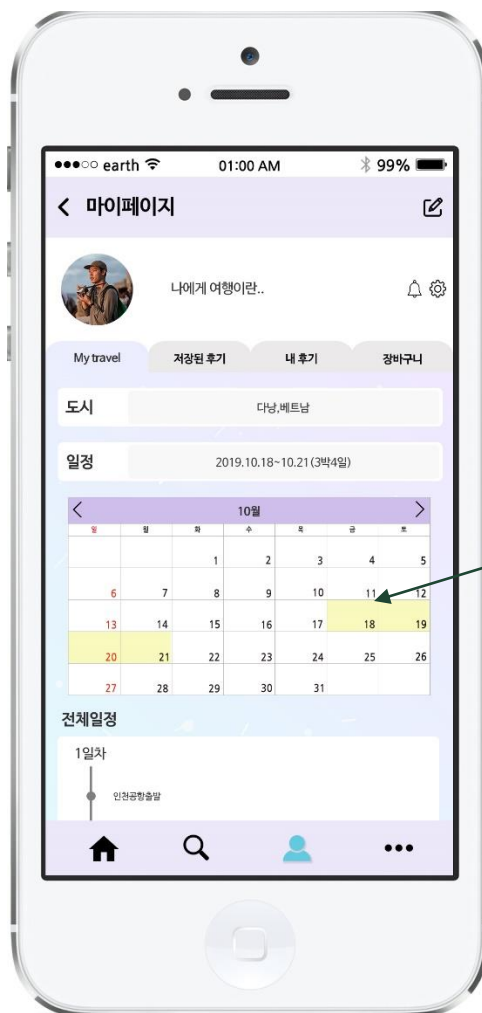 earth 01:00 AM 99%
마이페이지
나에게 여행이란..
My travel 저장된 후기 내 후기 장바구니
도시 다낭,베트남
일정 2019.10.18~10.21(3박4일)
10월
일 월 화 수 목 금 토
1 2 3 4 5
6 7 8 9 10 11 12
13 14 15 16 17 18 19
20 21 22 23 24 25 26
27 28 29 30 31
전체일정
1일차
인천공항출발